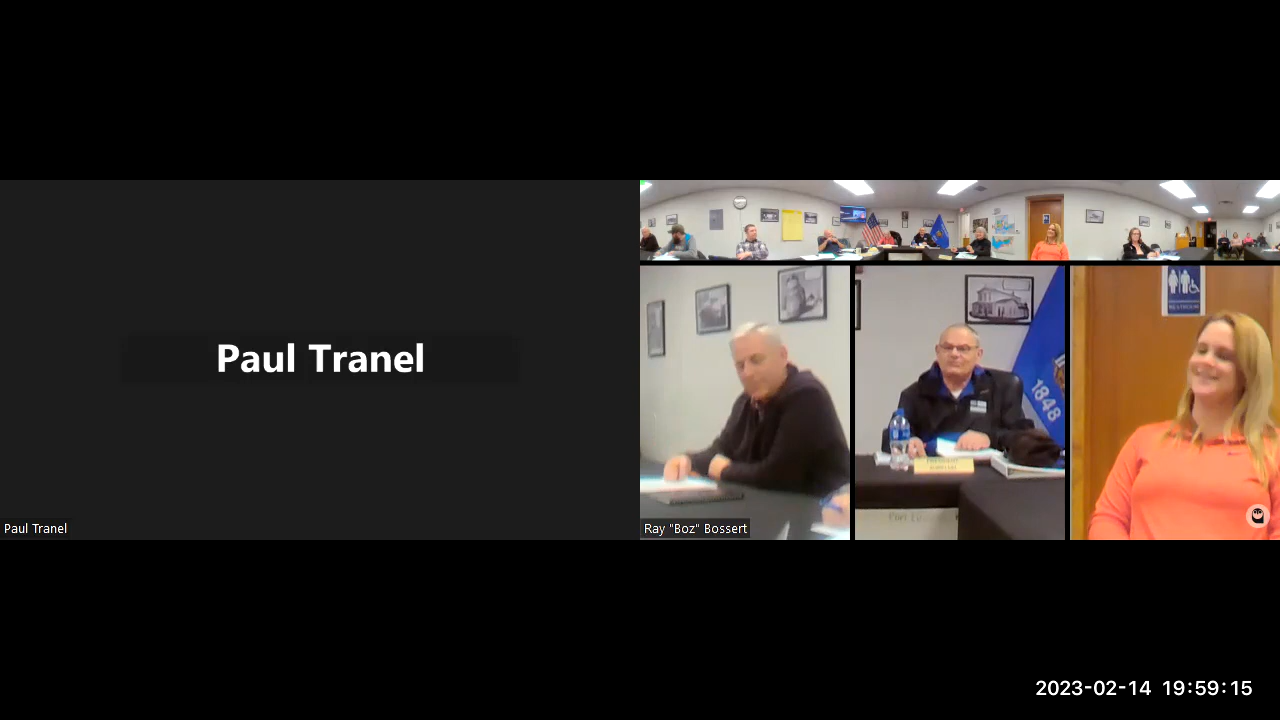 Paul Tranel
Paul Tranel
1848
Ray "Boz" Bossert
2023-02-14 19:59:15